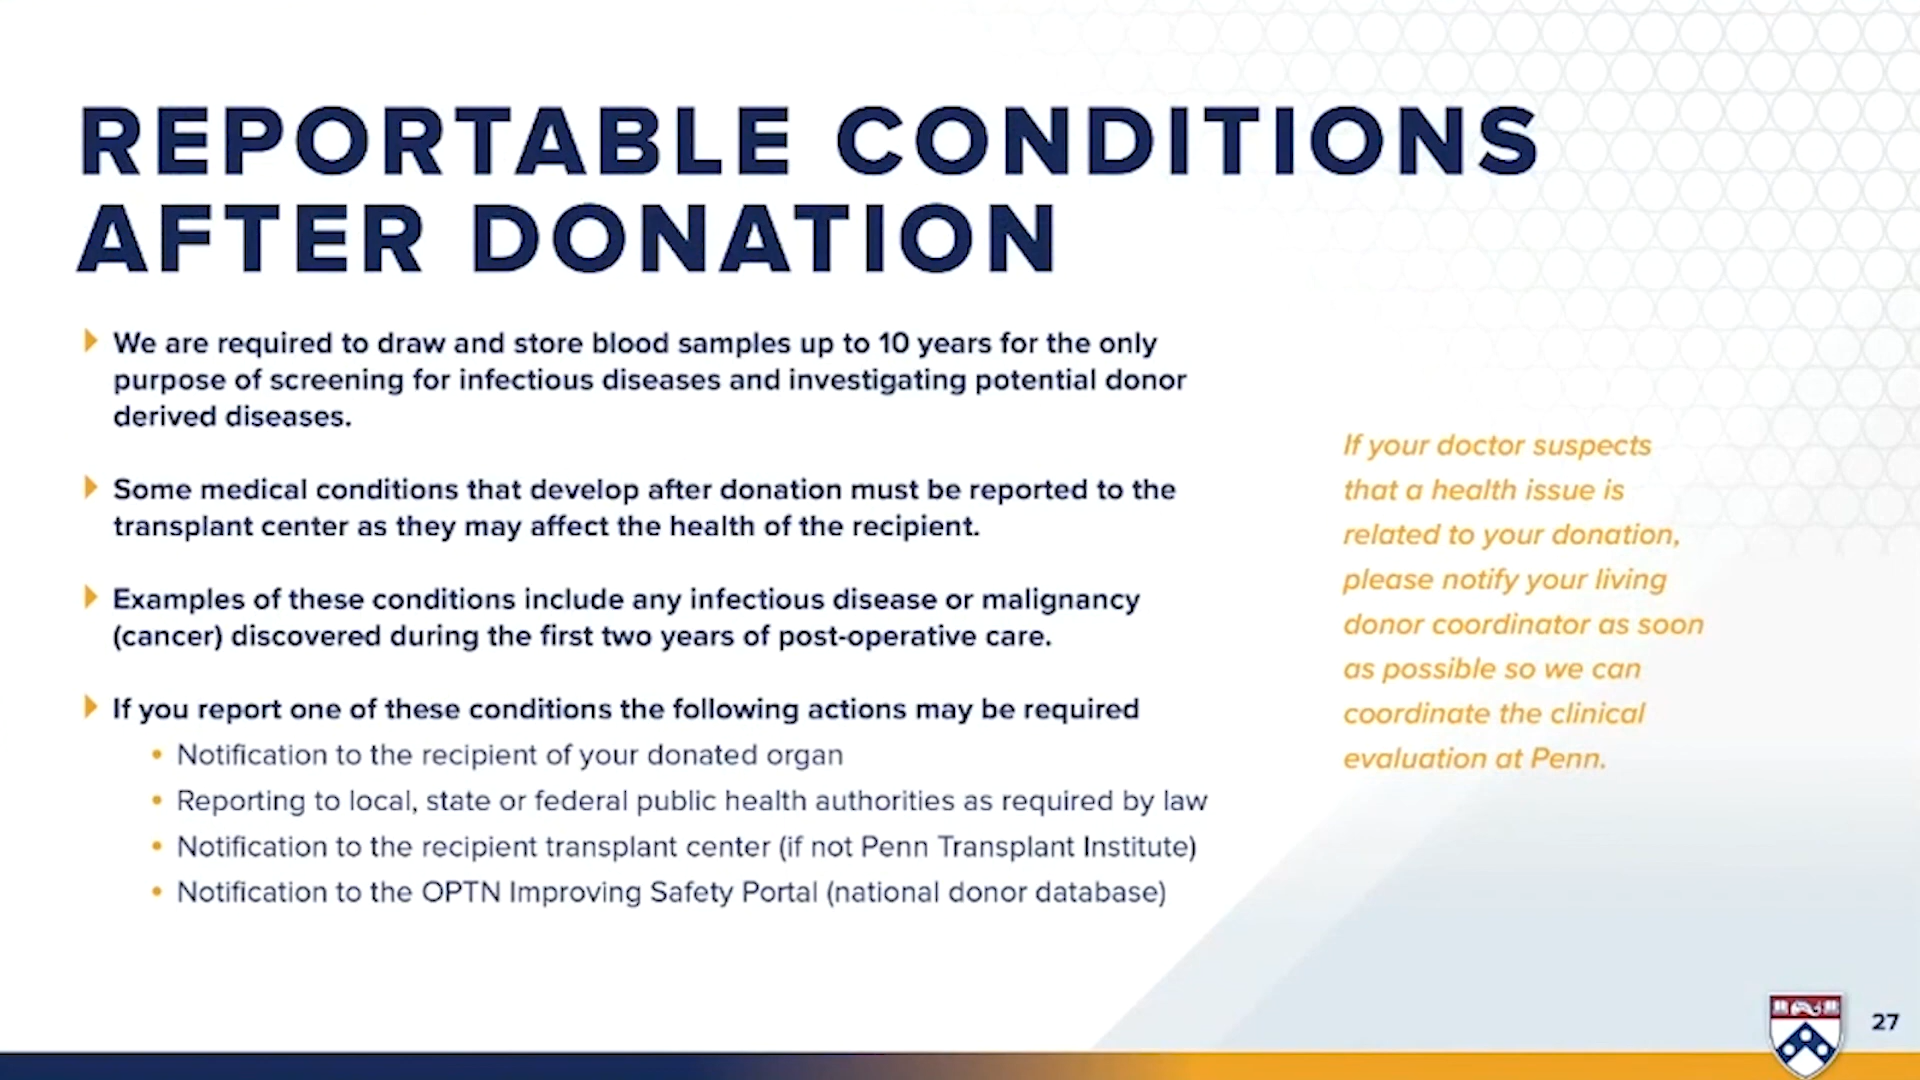 REPORTABLE CONDITIONS
AFTER DONATION
We are required to draw and store blood samples up to 10 years for the only
purpose of screening for infectious diseases and investigating potential donor
derived diseases.
Some medical conditions that develop after donation must be reported to the
transplant center as they may affect the health of the recipient.
Examples of these conditions include any infectious disease or malignancy
(cancer) discovered during the first two years of post-operative care.
If you report one of these conditions the following actions may be required
• Notification to the recipient of your donated organ
• Reporting to local, state or federal public health authorities as required by law
• Notification to the recipient transplant center (if not Penn Transplant Institute)
• Notification to the OPTN Improving Safety Portal (national donor database)
If your doctor suspects
that a health issue is
related to your donation,
please notify your living
donor coordinator as soon
as possible so we can
coordinate the clinical
evaluation at Penn.
27